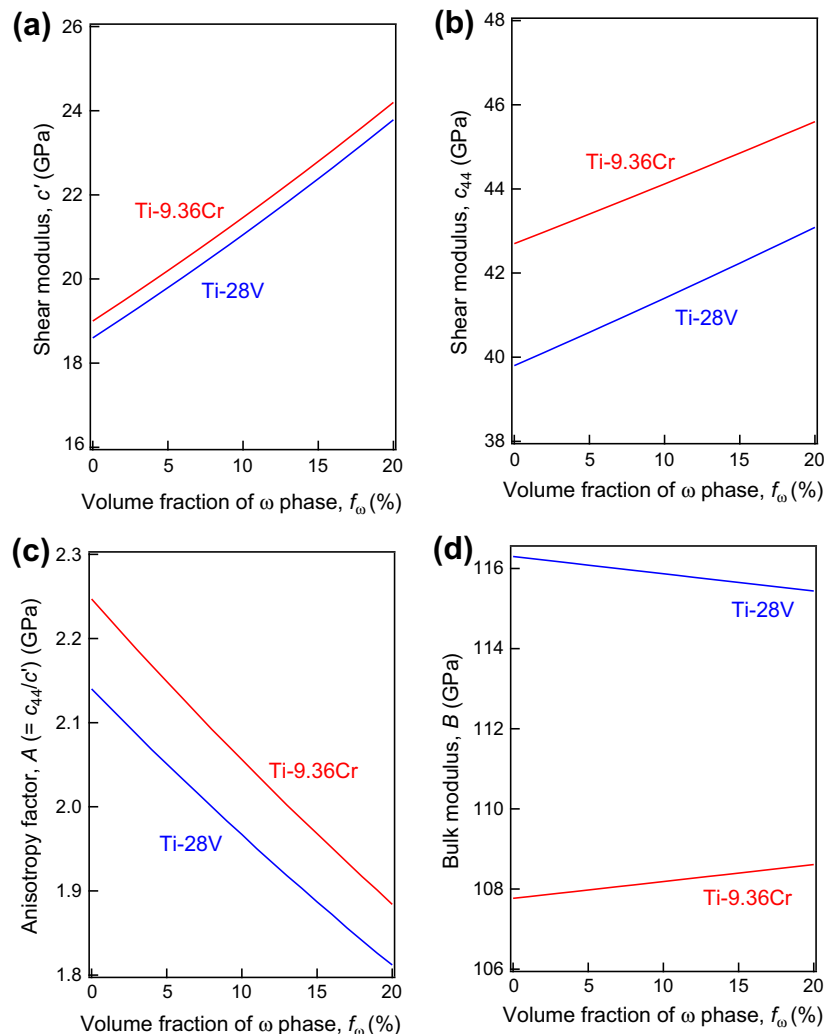 (a)
26
24
22
20
18
16
Shear modulus, c′ (GPa)
Ti-9.36Cr
Ti-28V
0 5 10 15 20
Volume fraction of ω phase, fω (%)
(b)
48
46
44
42
40
38
Shear modulus, c44 (GPa)
Ti-9.36Cr
Ti-28V
0 5 10 15 20
Volume fraction of ω phase, fω (%)
(c)
2.3
2.2
2.1
2.0
1.9
1.8
Anisotropy factor, A (= c44/c') (GPa)
Ti-9.36Cr
Ti-28V
0 5 10 15 20
Volume fraction of ω phase, fω (%)
(d)
116
114
112
110
108
106
Bulk modulus, B (GPa)
Ti-28V
Ti-9.36Cr
0 5 10 15 20
Volume fraction of ω phase, fω (%)